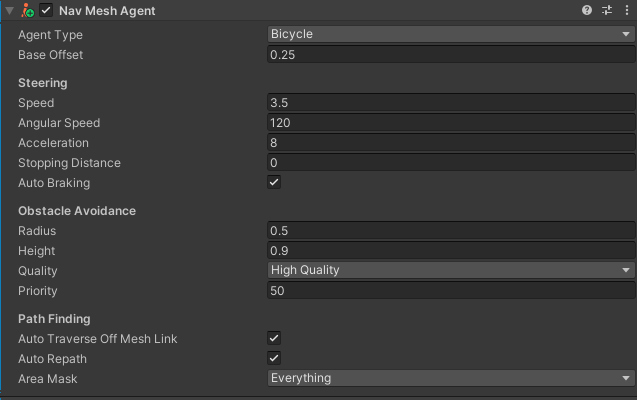 Nav Mesh Agent
Agent Type Bicycle
Base Offset 0.25
Steering
Speed 3.5
Angular Speed 120
Acceleration 8
Stopping Distance 0
Auto Braking
Obstacle Avoidance
Radius 0.5
Height 0.9
Quality High Quality
Priority 50
Path Finding
Auto Traverse Off Mesh Link
Auto Repath
Area Mask Everything